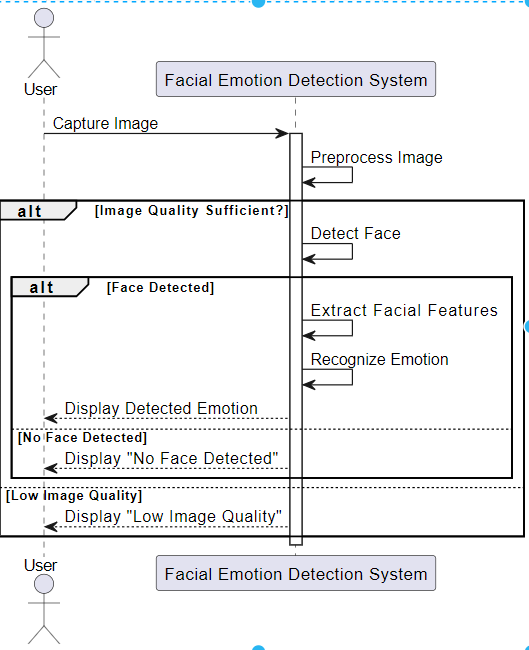 User
Facial Emotion Detection System
Capture Image
Preprocess Image
alt [Image Quality Sufficient?]
Detect Face
alt [Face Detected]
Extract Facial Features
Recognize Emotion
Display Detected Emotion
[No Face Detected]
Display "No Face Detected"
[Low Image Quality]
Display "Low Image Quality"
User
Facial Emotion Detection System